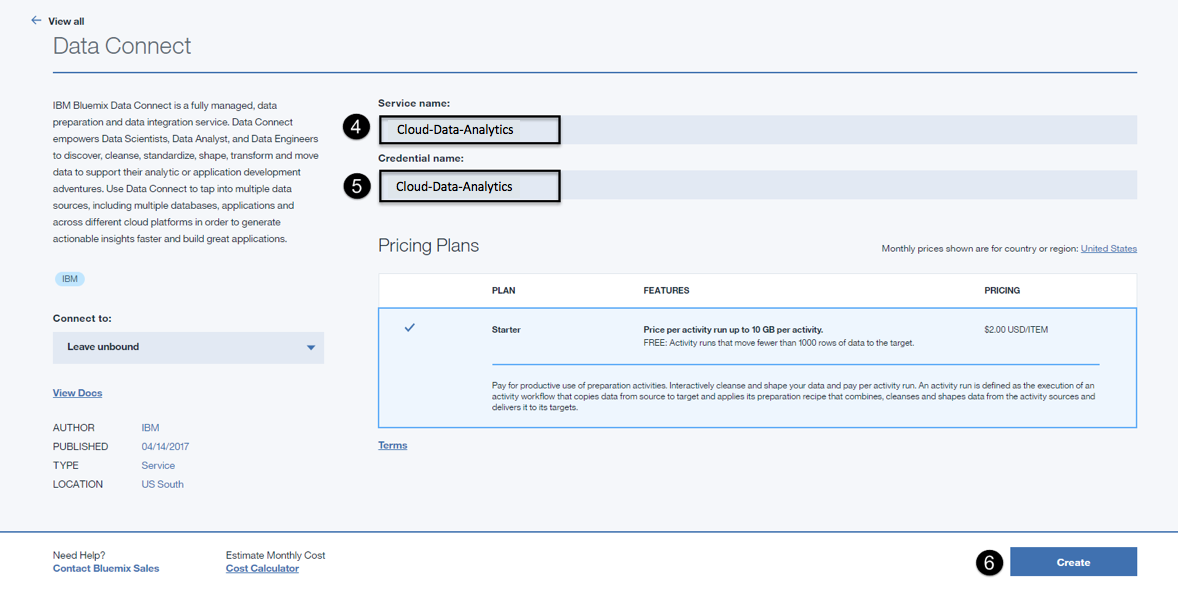 ← View all
Data Connect
IBM Bluemix Data Connect is a fully managed, data
preparation and data integration service. Data Connect
empowers Data Scientists, Data Analyst, and Data Engineers
to discover, cleanse, standardize, shape, transform and move
data to support their analytic or application development
adventures. Use Data Connect to tap into multiple data
sources, including multiple databases, applications and
across different cloud platforms in order to generate
actionable insights faster and build great applications.
IBM
Connect to:
Leave unbound
View Docs
AUTHOR IBM
PUBLISHED 04/14/2017
TYPE Service
LOCATION US South
Service name:
4 Cloud-Data-Analytics
Credential name:
5 Cloud-Data-Analytics
Pricing Plans
Monthly prices shown are for country or region: United States
PLAN FEATURES PRICING
✓ Starter Price per activity run up to 10 GB per activity. $2.00 USD/ITEM
FREE: Activity runs that move fewer than 1000 rows of data to the target.
Pay for productive use of preparation activities. Interactively cleanse and shape your data and pay per activity run. An activity run is defined as the execution of an
activity workflow that copies data from source to target and applies its preparation recipe that combines, cleanses and shapes data from the activity sources and
delivers it to its targets.
Terms
Need Help?
Contact Bluemix Sales
Estimate Monthly Cost
Cost Calculator
6 Create